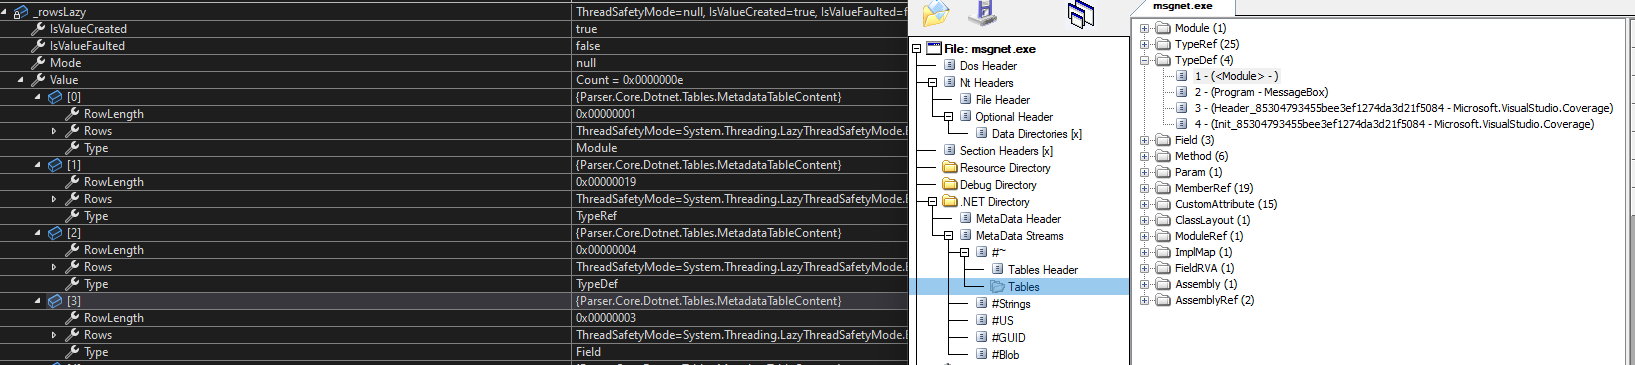 _rowsLazy ThreadSafetyMode=null, IsValueCreated=true, IsValueFaulted=f
IsValueCreated true
IsValueFaulted false
Mode null
Value Count = 0x0000000e
[0] {Parser.Core.Dotnet.Tables.MetadataTableContent}
RowLength 0x00000001
Rows ThreadSafetyMode=System.Threading.LazyThreadSafetyMode.
Type Module
[1] {Parser.Core.Dotnet.Tables.MetadataTableContent}
RowLength 0x00000019
Rows ThreadSafetyMode=System.Threading.LazyThreadSafetyMode.
Type TypeRef
[2] {Parser.Core.Dotnet.Tables.MetadataTableContent}
RowLength 0x00000004
Rows ThreadSafetyMode=System.Threading.LazyThreadSafetyMode.
Type TypeDef
[3] {Parser.Core.Dotnet.Tables.MetadataTableContent}
RowLength 0x00000003
Rows ThreadSafetyMode=System.Threading.LazyThreadSafetyMode.
Type Field
File: msgnet.exe
Dos Header
Nt Headers
File Header
Optional Header
Data Directories [x]
Section Headers [x]
Resource Directory
Debug Directory
.NET Directory
MetaData Header
MetaData Streams
#~
Tables Header
Tables
#Strings
#US
#GUID
#Blob
msgnet.exe
Module (1)
TypeRef (25)
TypeDef (4)
1 - (<Module> - )
2 - (Program - MessageBox)
3 - (Header_85304793455bee3ef1274da3d21f5084 - Microsoft.VisualStudio.Coverage)
4 - (Init_85304793455bee3ef1274da3d21f5084 - Microsoft.VisualStudio.Coverage)
Field (3)
Method (6)
Param (1)
MemberRef (19)
CustomAttribute (15)
ClassLayout (1)
ModuleRef (1)
ImplMap (1)
FieldRVA (1)
Assembly (1)
AssemblyRef (2)